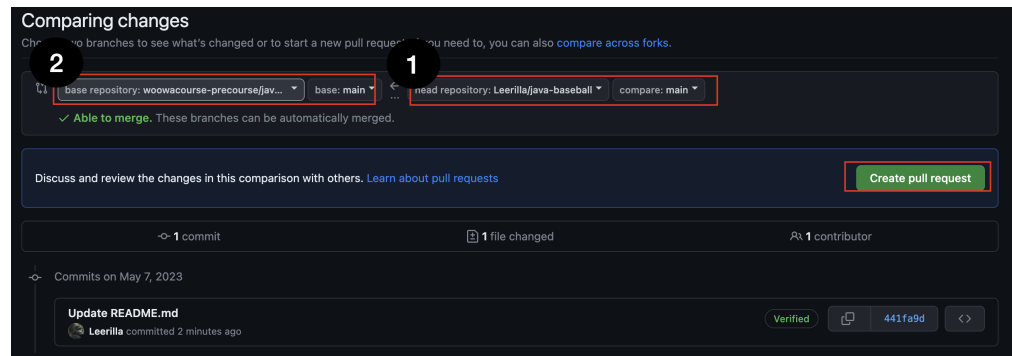 Comparing changes
Ch two branches to see what's changed or to start a new pull request. you need to, you can also compare across forks.
2
1
base repository: woowacourse-precourse/jav... base: main ← head repository: Leerilla/java-baseball compare: main
...
✓ Able to merge. These branches can be automatically merged.
Discuss and review the changes in this comparison with others. Learn about pull requests
Create pull request
1 commit
1 file changed
1 contributor
Commits on May 7, 2023
Update README.md
Leerilla committed 2 minutes ago
Verified
441fa9d
<>